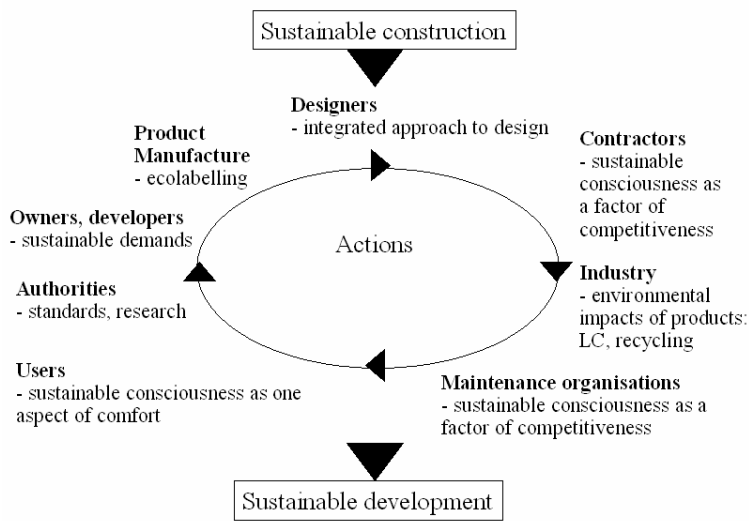 Sustainable construction
Designers
- integrated approach to design
Product
Manufacture
- ecolabelling
Contractors
- sustainable
consciousness as
a factor of
competitiveness
Owners, developers
- sustainable demands
Actions
Authorities
- standards, research
Industry
- environmental
impacts of products:
LC, recycling
Users
- sustainable consciousness as one
aspect of comfort
Maintenance organisations
- sustainable consciousness as a
factor of competitiveness
Sustainable development